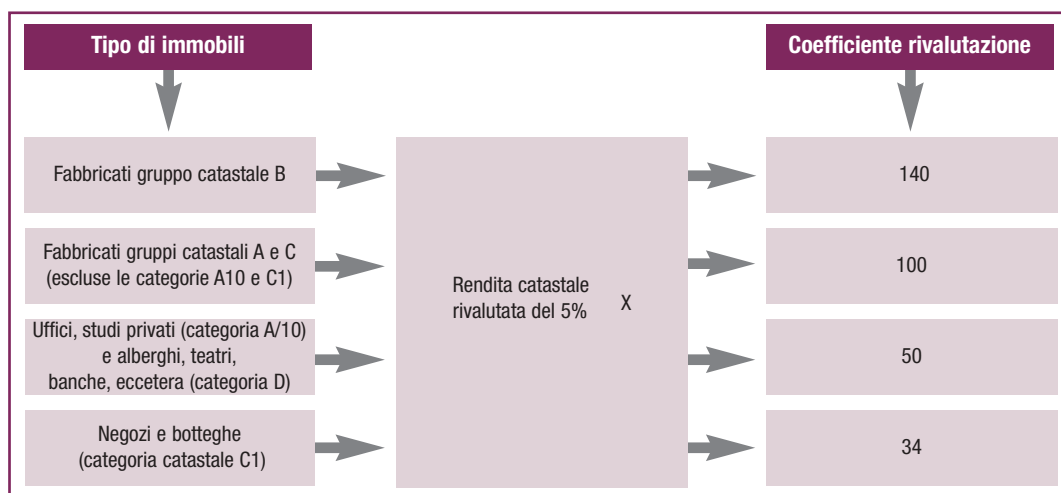 Tipo di immobili
Coefficiente rivalutazione
Fabbricati gruppo catastale B
140
Fabbricati gruppi catastali A e C
(escluse le categorie A10 e C1)
100
Rendita catastale
rivalutata del 5% X
Uffici, studi privati (categoria A/10)
e alberghi, teatri,
banche, eccetera (categoria D)
50
Negozi e botteghe
(categoria catastale C1)
34